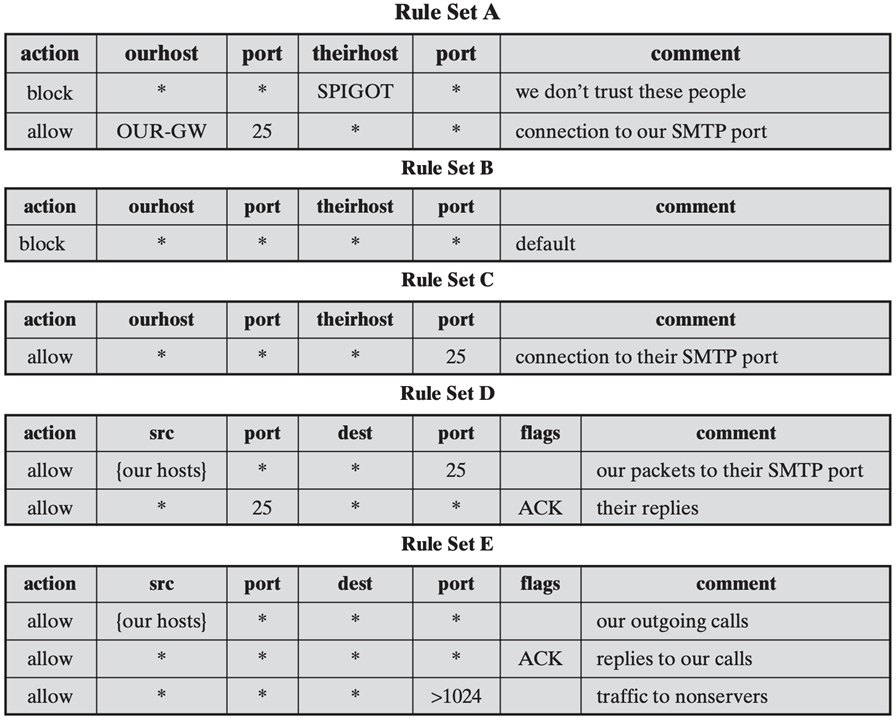 Rule Set A
action ourhost port theirhost port comment
block * * SPIGOT * we don’t trust these people
allow OUR-GW 25 * * connection to our SMTP port
Rule Set B
action ourhost port theirhost port comment
block * * * * default
Rule Set C
action ourhost port theirhost port comment
allow * * * 25 connection to their SMTP port
Rule Set D
action src port dest port flags comment
allow {our hosts} * * 25 our packets to their SMTP port
allow * 25 * * ACK their replies
Rule Set E
action src port dest port flags comment
allow {our hosts} * * * our outgoing calls
allow * * * * ACK replies to our calls
allow * * * >1024 traffic to nonservers